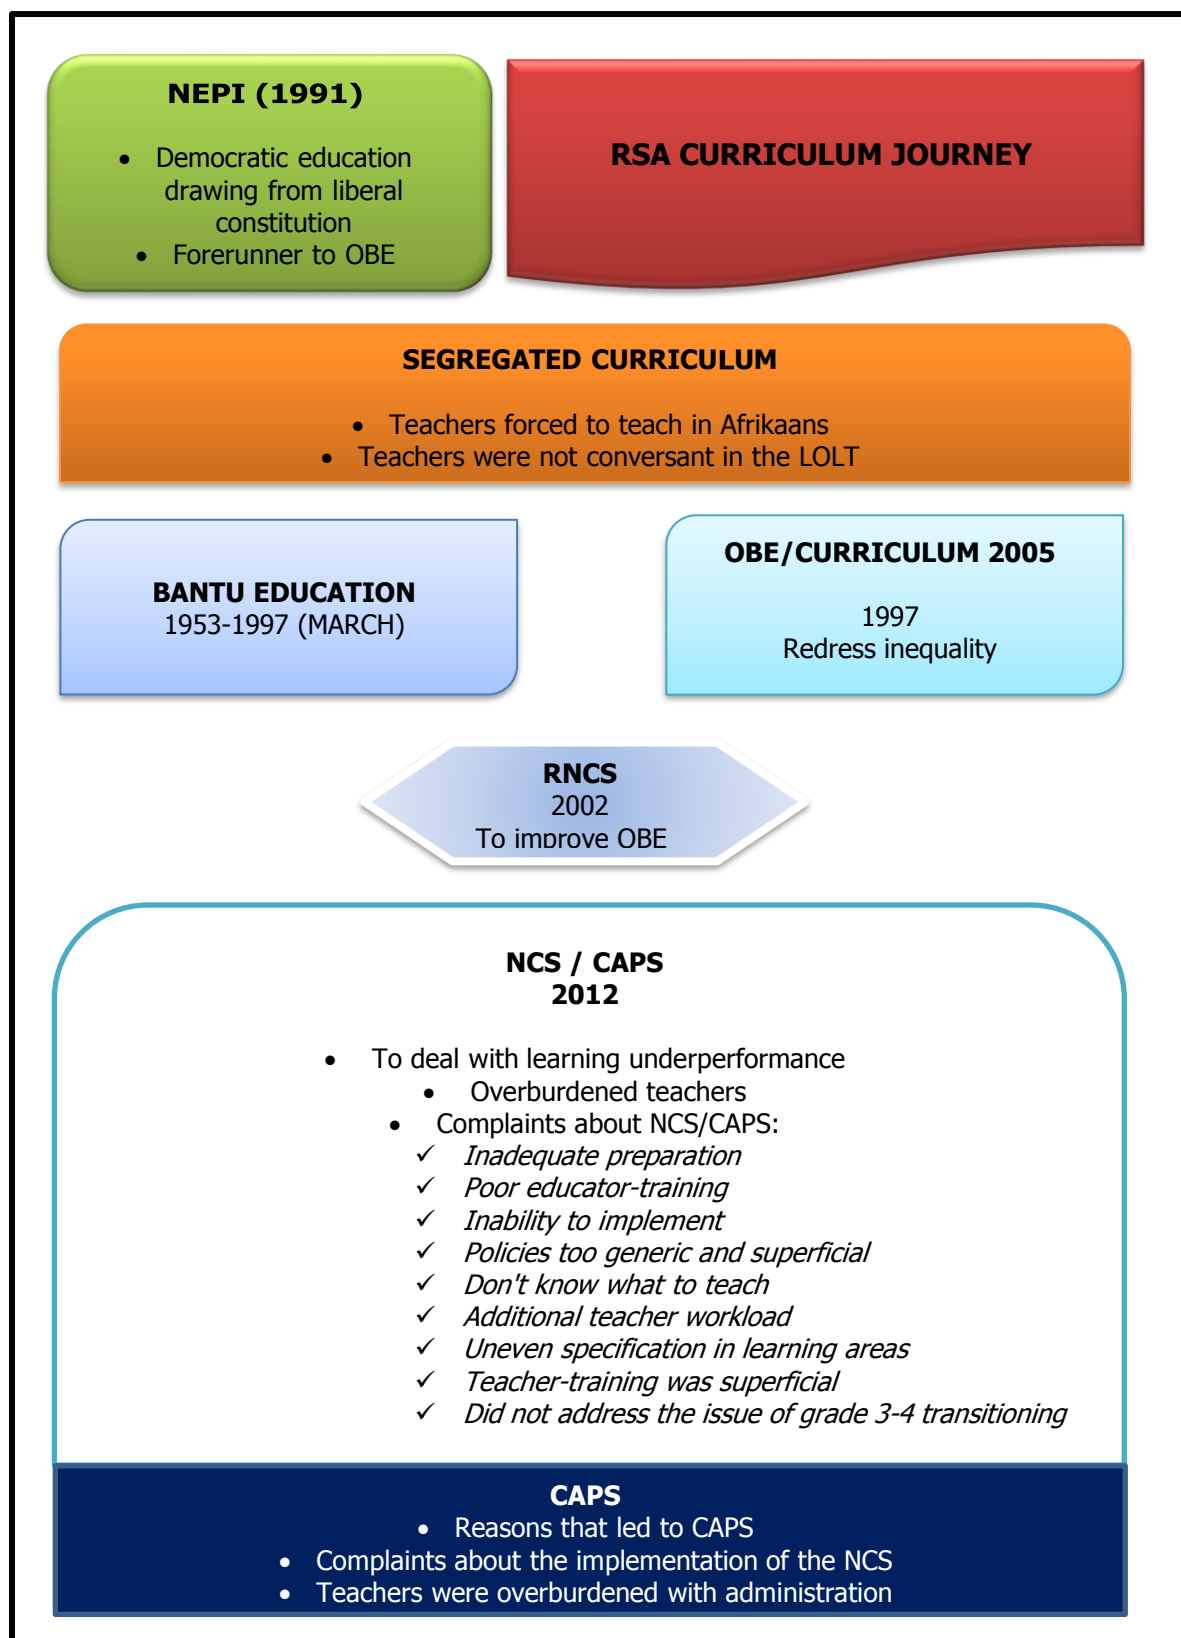 NEPI (1991)
• Democratic education
drawing from liberal
constitution
• Forerunner to OBE
RSA CURRICULUM JOURNEY
SEGREGATED CURRICULUM
• Teachers forced to teach in Afrikaans
• Teachers were not conversant in the LOLT
BANTU EDUCATION
1953-1997 (MARCH)
OBE/CURRICULUM 2005
1997
Redress inequality
RNCS
2002
To improve OBE
NCS / CAPS
2012
• To deal with learning underperformance
• Overburdened teachers
• Complaints about NCS/CAPS:
✓ Inadequate preparation
✓ Poor educator-training
✓ Inability to implement
✓ Policies too generic and superficial
✓ Don't know what to teach
✓ Additional teacher workload
✓ Uneven specification in learning areas
✓ Teacher-training was superficial
✓ Did not address the issue of grade 3-4 transitioning
CAPS
• Reasons that led to CAPS
• Complaints about the implementation of the NCS
• Teachers were overburdened with administration